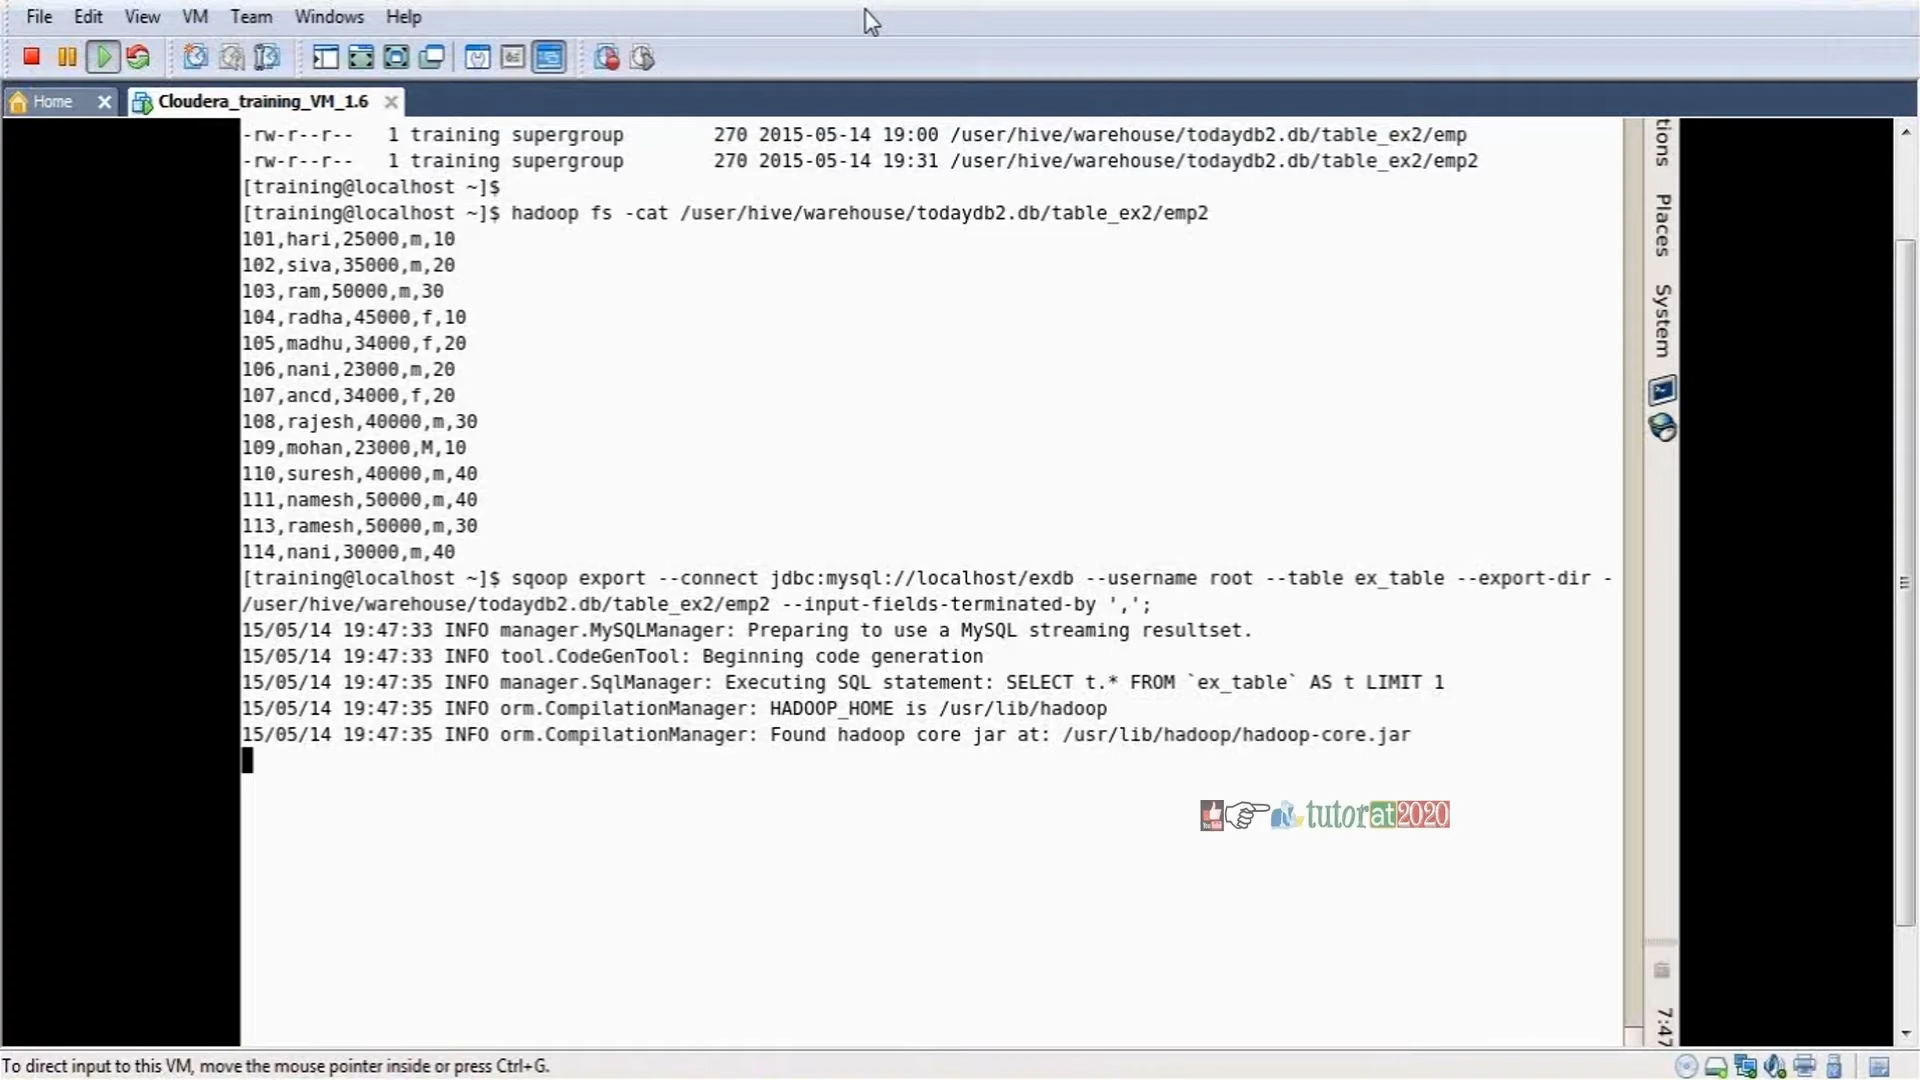 File Edit View VM Team Windows Help
Home Cloudera_training_VM_1.6
-rw-r--r--   1 training supergroup        270 2015-05-14 19:00 /user/hive/warehouse/todaydb2.db/table_ex2/emp
-rw-r--r--   1 training supergroup        270 2015-05-14 19:31 /user/hive/warehouse/todaydb2.db/table_ex2/emp2
[training@localhost ~]$
[training@localhost ~]$ hadoop fs -cat /user/hive/warehouse/todaydb2.db/table_ex2/emp2
101,hari,25000,m,10
102,siva,35000,m,20
103,ram,50000,m,30
104,radha,45000,f,10
105,madhu,34000,f,20
106,nani,23000,m,20
107,ancd,34000,f,20
108,rajesh,40000,m,30
109,mohan,23000,M,10
110,suresh,40000,m,40
111,namesh,50000,m,40
113,ramesh,50000,m,30
114,nani,30000,m,40
[training@localhost ~]$ sqoop export --connect jdbc:mysql://localhost/exdb --username root --table ex_table --export-dir -
/user/hive/warehouse/todaydb2.db/table_ex2/emp2 --input-fields-terminated-by ',';
15/05/14 19:47:33 INFO manager.MySQLManager: Preparing to use a MySQL streaming resultset.
15/05/14 19:47:33 INFO tool.CodeGenTool: Beginning code generation
15/05/14 19:47:35 INFO manager.SqlManager: Executing SQL statement: SELECT t.* FROM `ex_table` AS t LIMIT 1
15/05/14 19:47:35 INFO orm.CompilationManager: HADOOP_HOME is /usr/lib/hadoop
15/05/14 19:47:35 INFO orm.CompilationManager: Found hadoop core jar at: /usr/lib/hadoop/hadoop-core.jar
tutorat2020
tions
Places
System
7:47
To direct input to this VM, move the mouse pointer inside or press Ctrl+G.